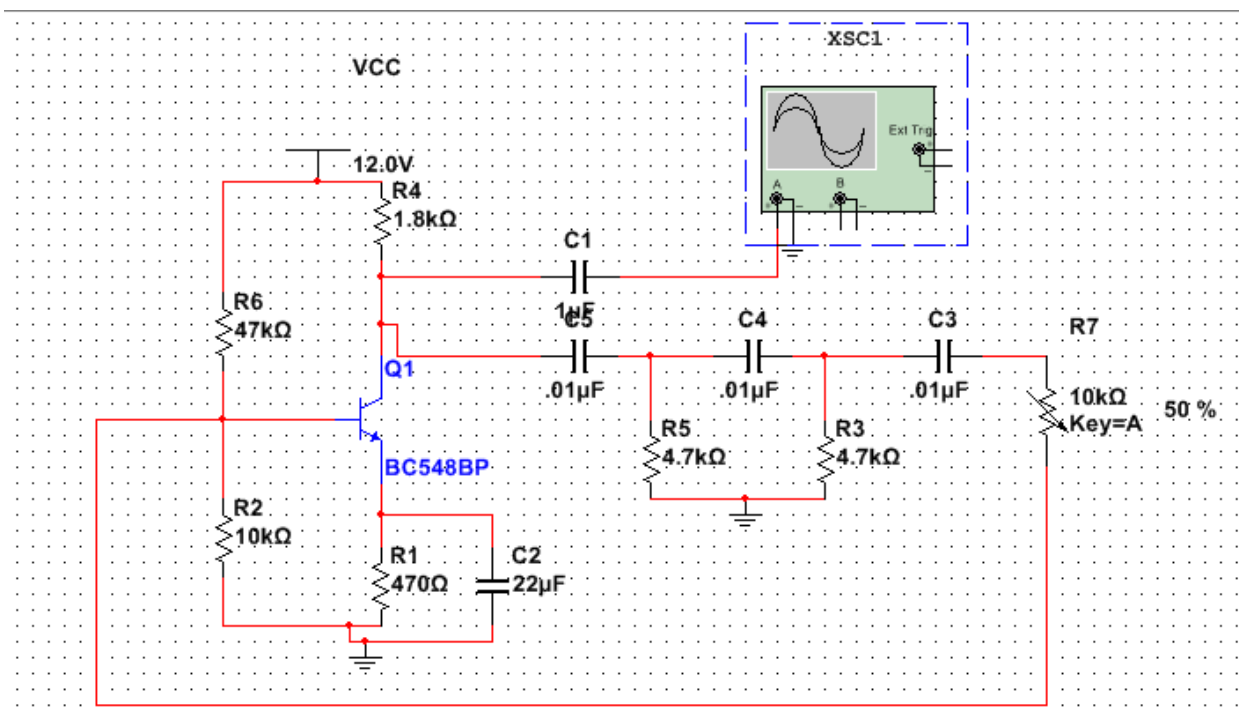 XSC1
VCC
Ext Trig
+
−
12.0V
A
B
+
−
+
−
R4
1.8kΩ
C1
1µF
R6
47kΩ
C5
.01µF
C4
.01µF
C3
.01µF
R7
10kΩ
Key=A
50 %
Q1
BC548BP
R5
4.7kΩ
R3
4.7kΩ
R2
10kΩ
R1
470Ω
C2
22µF